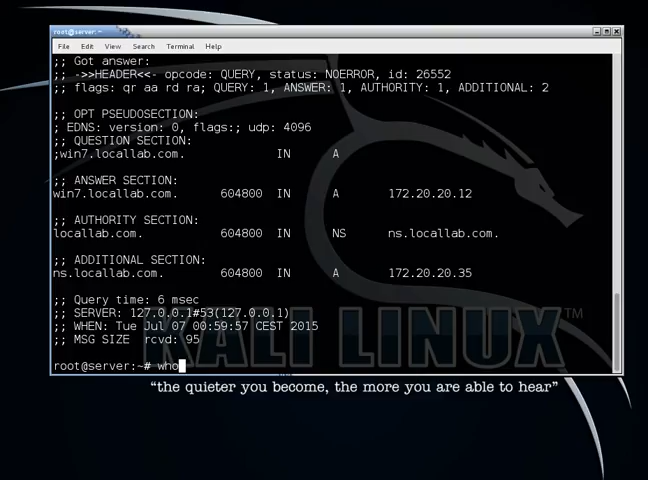 root@server: ~
File Edit View Search Terminal Help
;; Got answer:
;; ->>HEADER<<- opcode: QUERY, status: NOERROR, id: 26552
;; flags: qr aa rd ra; QUERY: 1, ANSWER: 1, AUTHORITY: 1, ADDITIONAL: 2
;; OPT PSEUDOSECTION:
; EDNS: version: 0, flags:; udp: 4096
;; QUESTION SECTION:
;win7.locallab.com. IN A
;; ANSWER SECTION:
win7.locallab.com. 604800 IN A 172.20.20.12
;; AUTHORITY SECTION:
locallab.com. 604800 IN NS ns.locallab.com.
;; ADDITIONAL SECTION:
ns.locallab.com. 604800 IN A 172.20.20.35
;; Query time: 6 msec
;; SERVER: 127.0.0.1#53(127.0.0.1)
;; WHEN: Tue Jul 07 00:59:57 CEST 2015
;; MSG SIZE rcvd: 95
KALI LINUX™
root@server:~# who
“the quieter you become, the more you are able to hear”